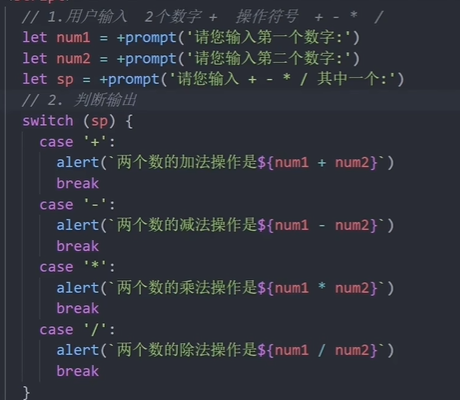 // 1.用户输入  2个数字 +  操作符号  + - *  /
let num1 = +prompt('请您输入第一个数字:')
let num2 = +prompt('请您输入第二个数字:')
let sp = +prompt('请您输入 + - * / 其中一个:')
// 2. 判断输出
switch (sp) {
  case '+':
    alert(`两个数的加法操作是${num1 + num2}`)
    break
  case '-':
    alert(`两个数的减法操作是${num1 - num2}`)
    break
  case '*':
    alert(`两个数的乘法操作是${num1 * num2}`)
    break
  case '/':
    alert(`两个数的除法操作是${num1 / num2}`)
    break
}